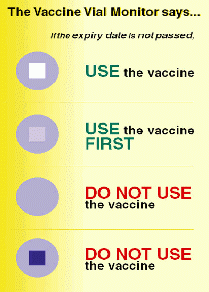 The Vaccine Vial Monitor says...
If the expiry date is not passed,
USE the vaccine
USE the vaccine
FIRST
DO NOT USE
the vaccine
DO NOT USE
the vaccine